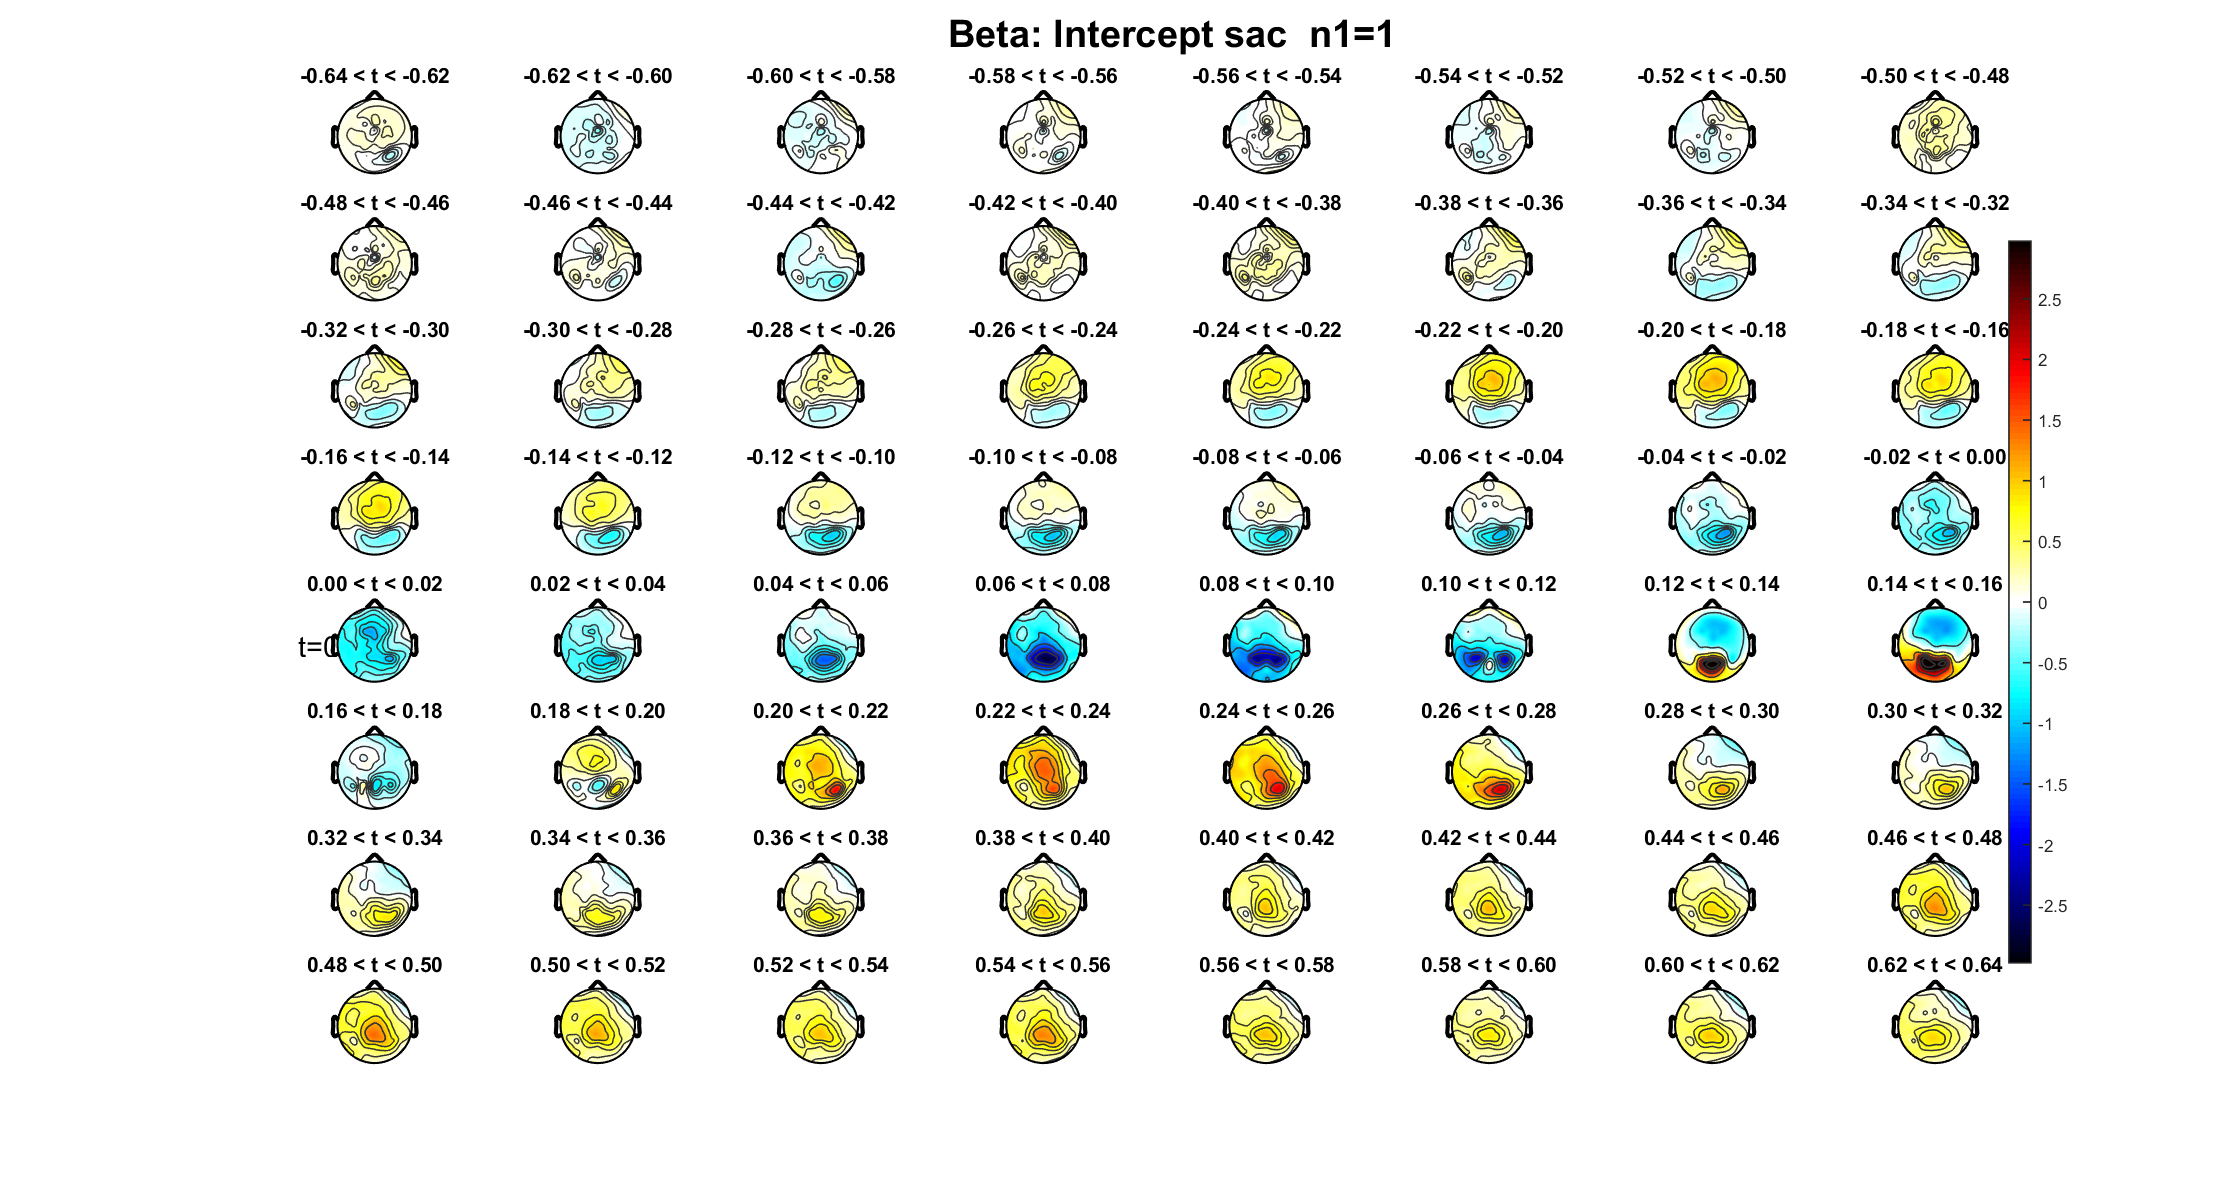 Beta: Intercept sac  n1=1
-0.64 < t < -0.62 -0.62 < t < -0.60 -0.60 < t < -0.58 -0.58 < t < -0.56 -0.56 < t < -0.54 -0.54 < t < -0.52 -0.52 < t < -0.50 -0.50 < t < -0.48
-0.48 < t < -0.46 -0.46 < t < -0.44 -0.44 < t < -0.42 -0.42 < t < -0.40 -0.40 < t < -0.38 -0.38 < t < -0.36 -0.36 < t < -0.34 -0.34 < t < -0.32
-0.32 < t < -0.30 -0.30 < t < -0.28 -0.28 < t < -0.26 -0.26 < t < -0.24 -0.24 < t < -0.22 -0.22 < t < -0.20 -0.20 < t < -0.18 -0.18 < t < -0.16
-0.16 < t < -0.14 -0.14 < t < -0.12 -0.12 < t < -0.10 -0.10 < t < -0.08 -0.08 < t < -0.06 -0.06 < t < -0.04 -0.04 < t < -0.02 -0.02 < t < 0.00
0.00 < t < 0.02 0.02 < t < 0.04 0.04 < t < 0.06 0.06 < t < 0.08 0.08 < t < 0.10 0.10 < t < 0.12 0.12 < t < 0.14 0.14 < t < 0.16
t=0
0.16 < t < 0.18 0.18 < t < 0.20 0.20 < t < 0.22 0.22 < t < 0.24 0.24 < t < 0.26 0.26 < t < 0.28 0.28 < t < 0.30 0.30 < t < 0.32
0.32 < t < 0.34 0.34 < t < 0.36 0.36 < t < 0.38 0.38 < t < 0.40 0.40 < t < 0.42 0.42 < t < 0.44 0.44 < t < 0.46 0.46 < t < 0.48
0.48 < t < 0.50 0.50 < t < 0.52 0.52 < t < 0.54 0.54 < t < 0.56 0.56 < t < 0.58 0.58 < t < 0.60 0.60 < t < 0.62 0.62 < t < 0.64
2.5
2
1.5
1
0.5
0
-0.5
-1
-1.5
-2
-2.5